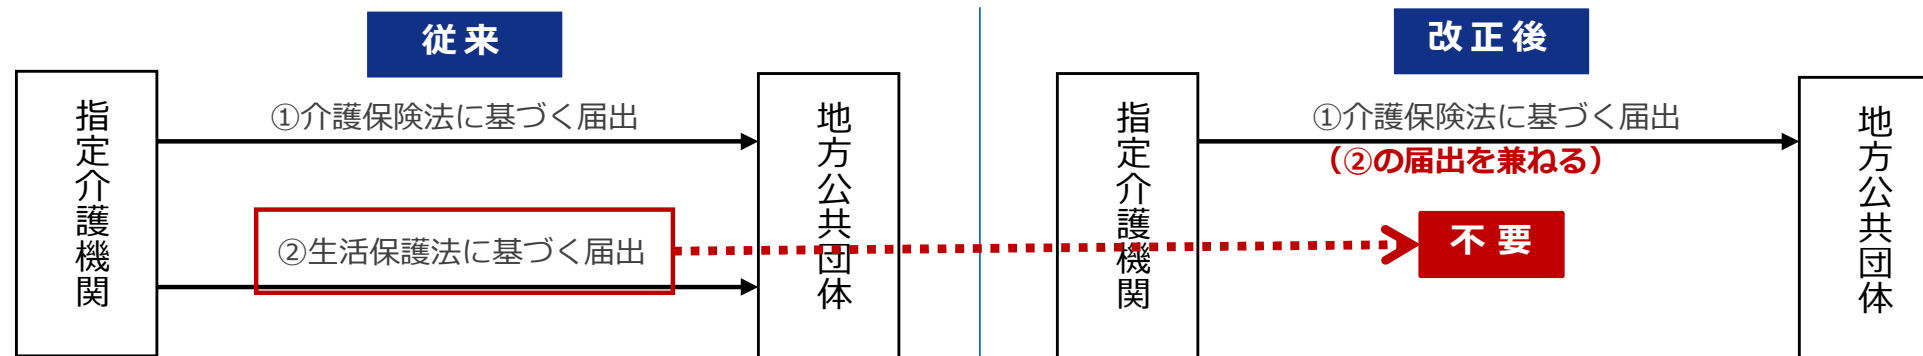 従来
指定介護機関
①介護保険法に基づく届出
②生活保護法に基づく届出
地方公共団体
改正後
指定介護機関
①介護保険法に基づく届出
（②の届出を兼ねる）
不要
地方公共団体